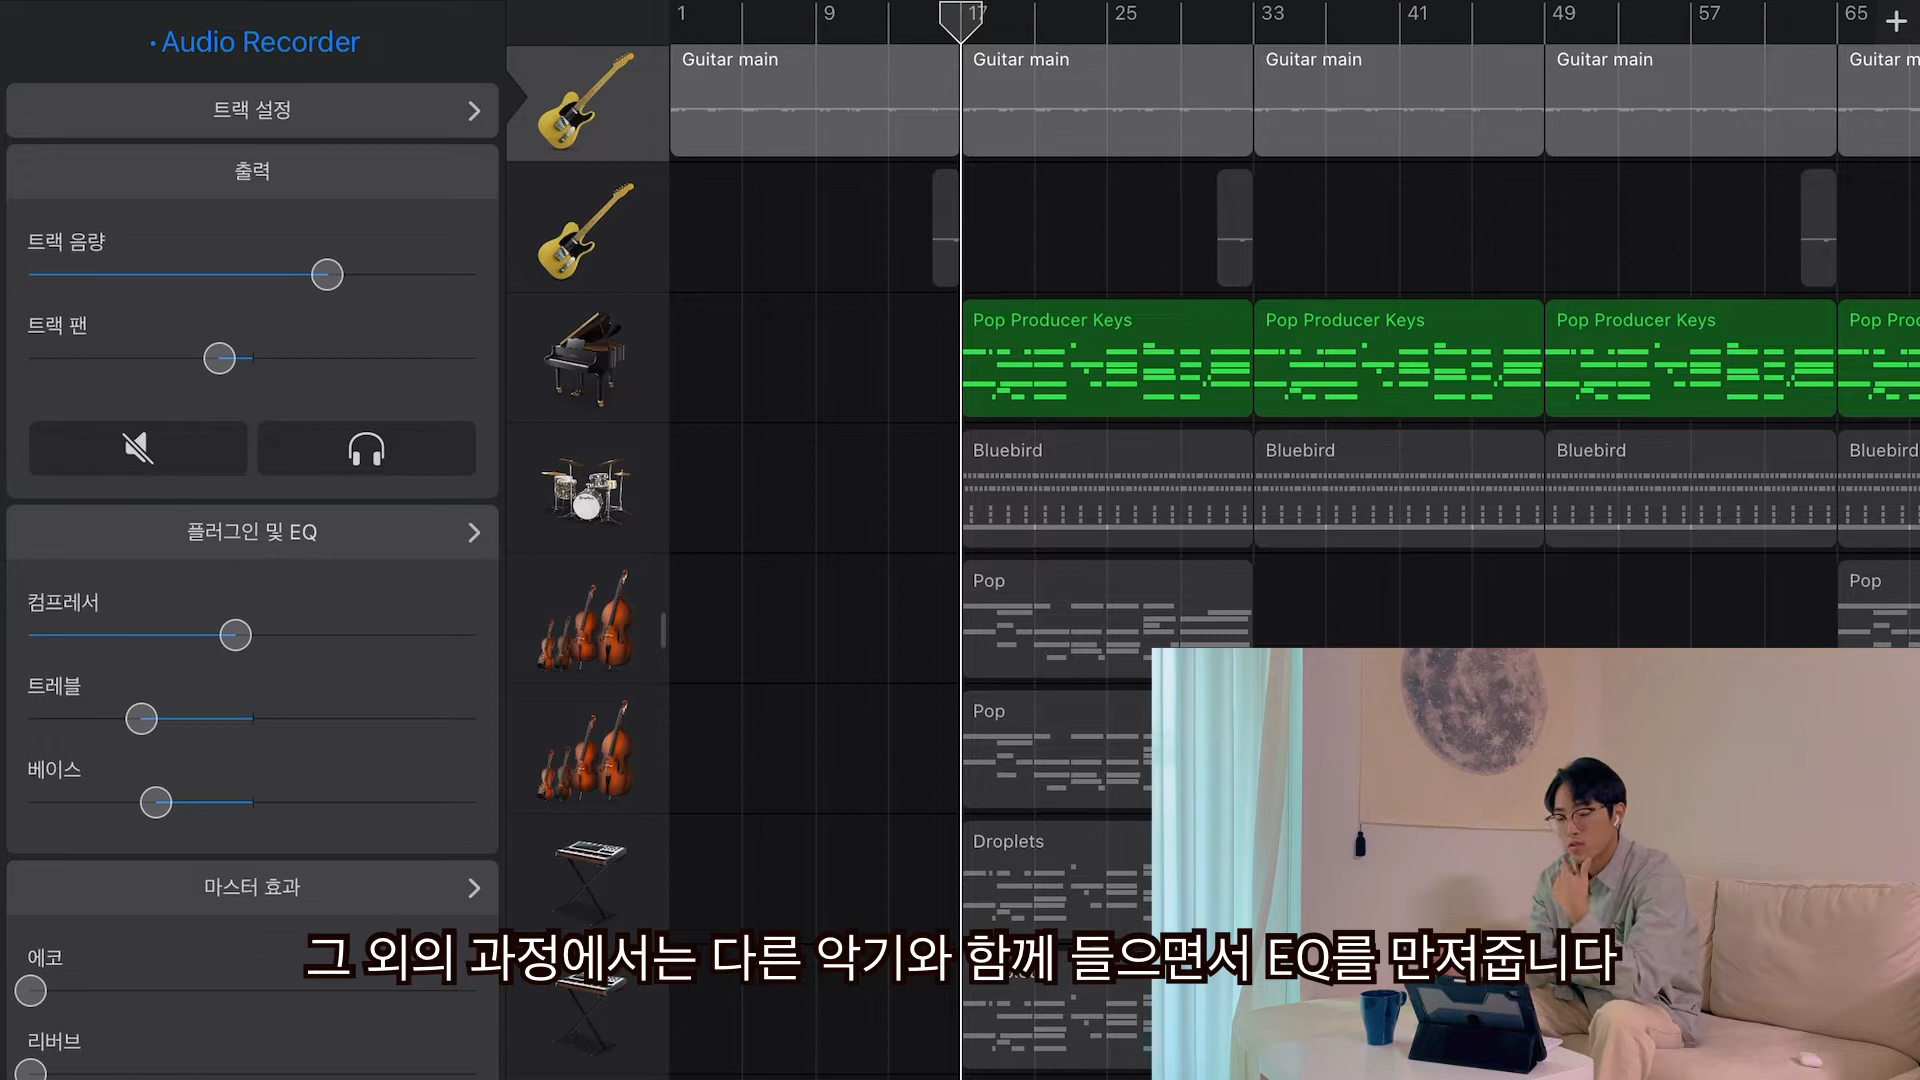 · Audio Recorder
트랙 설정
출력
트랙 음량
트랙 팬
플러그인 및 EQ
컴프레서
트레블
베이스
마스터 효과
에코
리버브
1 9 17 25 33 41 49 57 65
Guitar main Guitar main Guitar main Guitar main Guitar m
Pop Producer Keys Pop Producer Keys Pop Producer Keys Pop Proc
Bluebird Bluebird Bluebird Bluebird
Pop Pop
Pop
Droplets
그 외의 과정에서는 다른 악기와 함께 들으면서 EQ를 만져줍니다